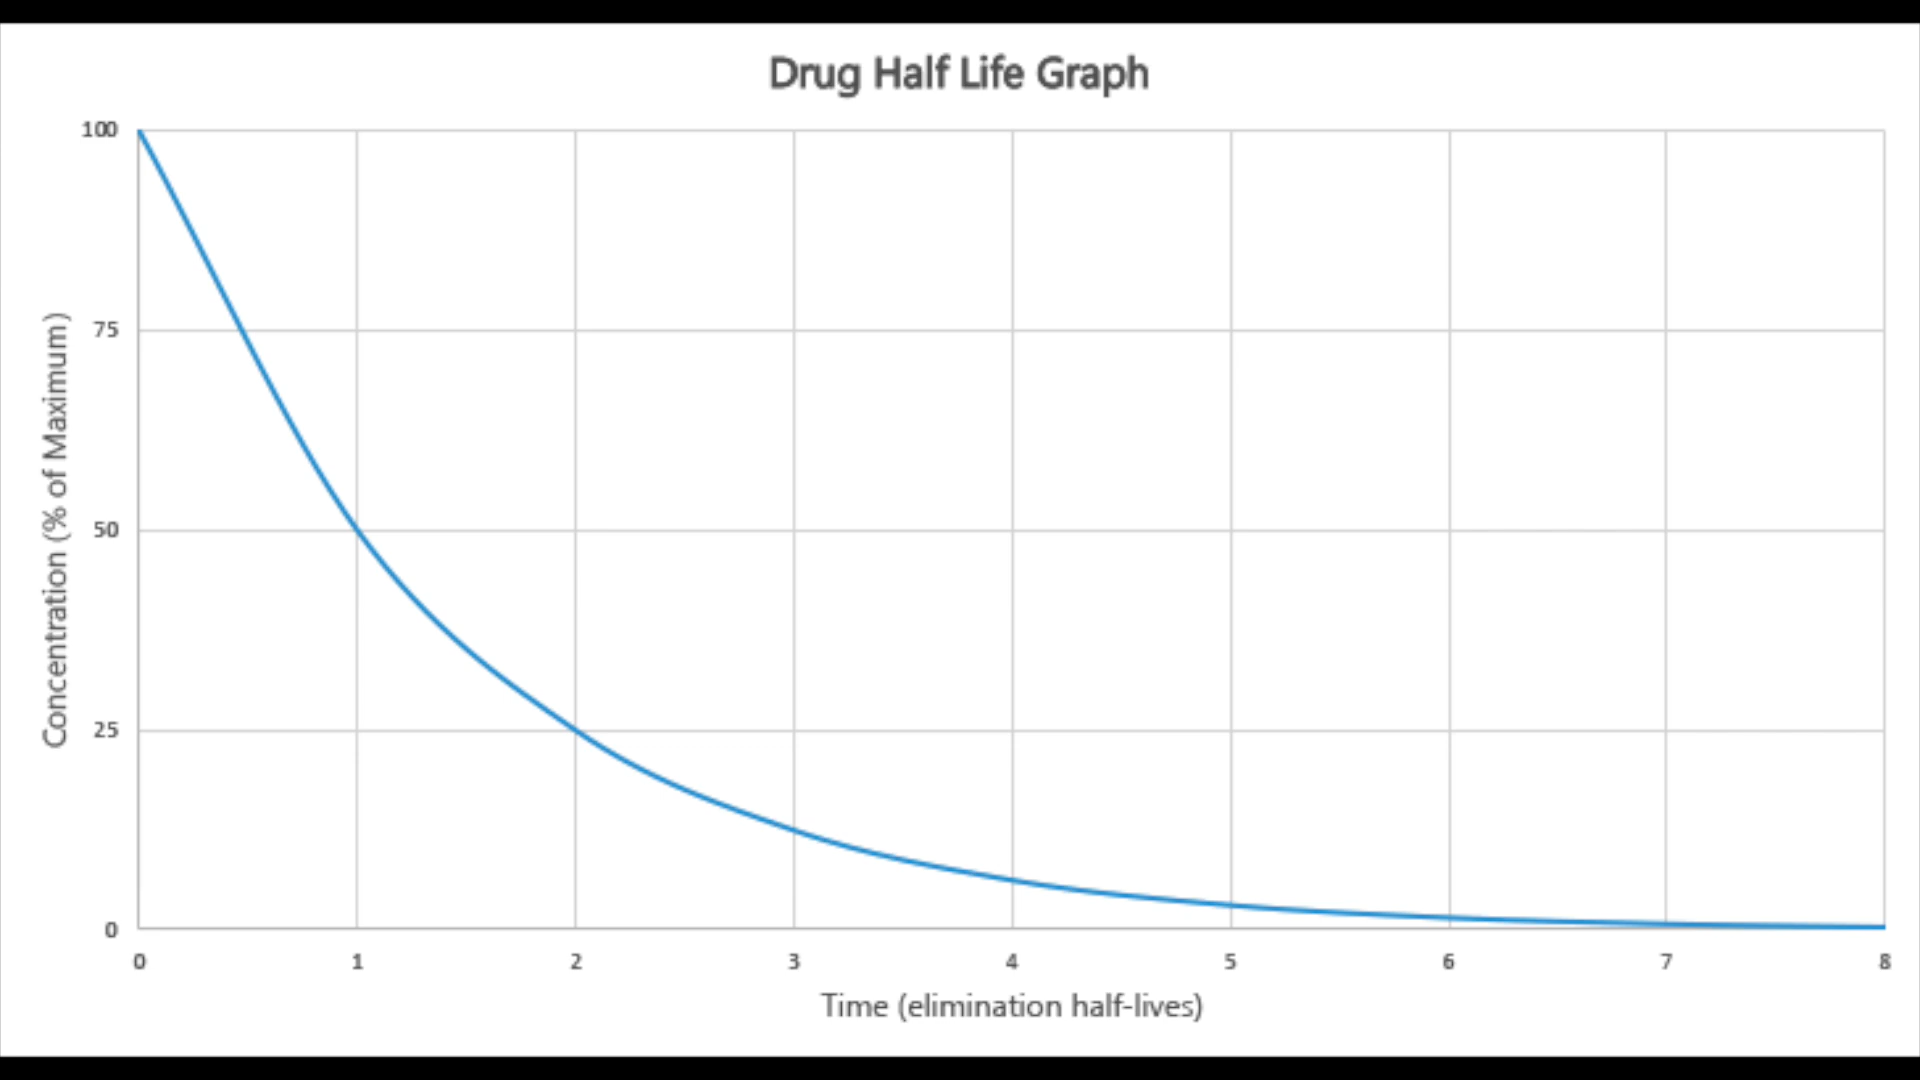 Drug Half Life Graph
100
75
50
25
0
Concentration (% of Maximum)
0 1 2 3 4 5 6 7 8
Time (elimination half-lives)